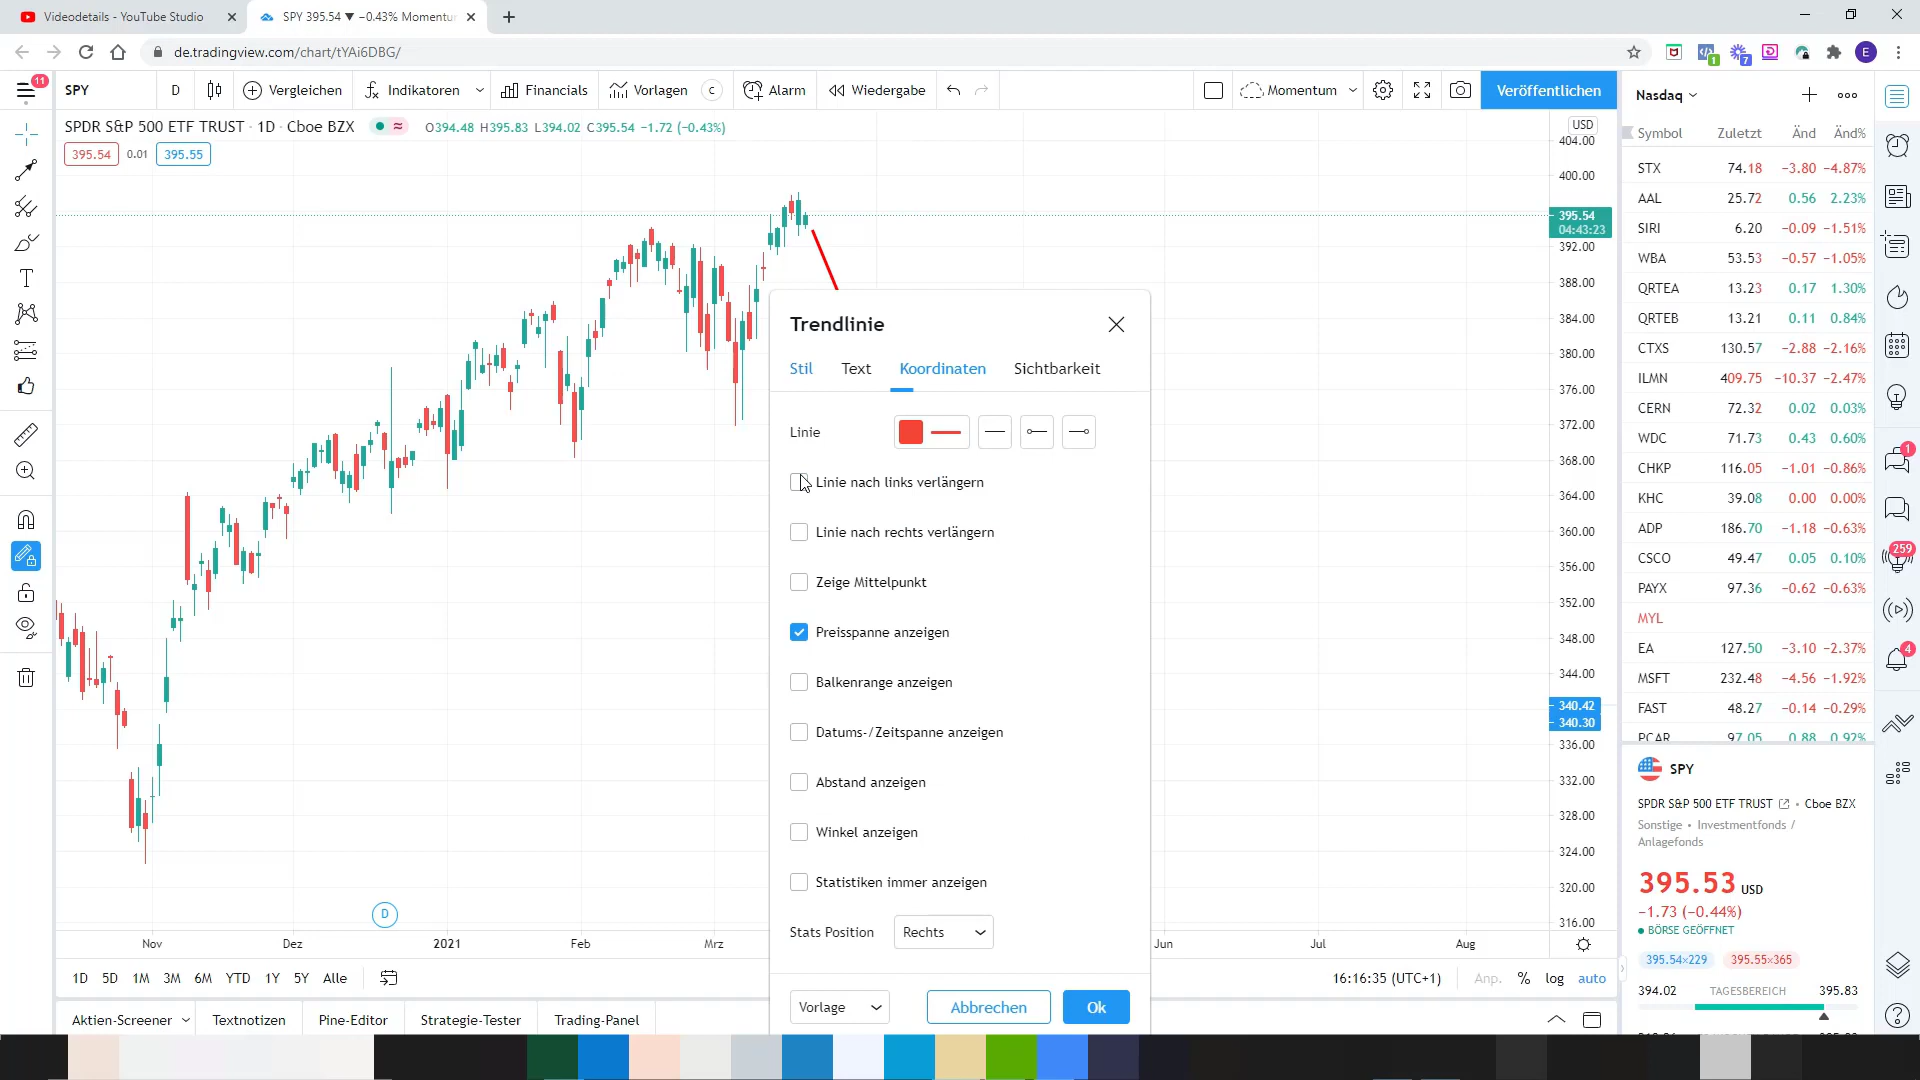 Videodetails - YouTube Studio
SPY 395.54 ▼ −0.43% Momentu
de.tradingview.com/chart/tYAi6DBG/
1
7
E
11
SPY
D
Vergleichen
Indikatoren
Financials
Vorlagen
C
Alarm
Wiedergabe
Momentum
Veröffentlichen
SPDR S&P 500 ETF TRUST · 1D · Cboe BZX
O394.48 H395.83 L394.02 C395.54 −1.72 (−0.43%)
395.54
0.01
395.55
USD
404.00
400.00
395.54
04:43:23
392.00
388.00
384.00
380.00
376.00
372.00
368.00
364.00
360.00
356.00
352.00
348.00
344.00
340.42
340.30
336.00
332.00
328.00
324.00
320.00
316.00
Trendlinie
Stil
Text
Koordinaten
Sichtbarkeit
Linie
Linie nach links verlängern
Linie nach rechts verlängern
Zeige Mittelpunkt
Preisspanne anzeigen
Balkenrange anzeigen
Datums-/Zeitspanne anzeigen
Abstand anzeigen
Winkel anzeigen
Statistiken immer anzeigen
Stats Position
Rechts
Vorlage
Abbrechen
Ok
D
Nov
Dez
2021
Feb
Mrz
Jun
Jul
Aug
1D 5D 1M 3M 6M YTD 1Y 5Y Alle
16:16:35 (UTC+1)
Anp.
%
log
auto
Aktien-Screener
Textnotizen
Pine-Editor
Strategie-Tester
Trading-Panel
Nasdaq
Symbol Zuletzt Änd Änd%
STX 74.18 −3.80 −4.87%
AAL 25.72 0.56 2.23%
SIRI 6.20 −0.09 −1.51%
WBA 53.53 −0.57 −1.05%
QRTEA 13.23 0.17 1.30%
QRTEB 13.21 0.11 0.84%
CTXS 130.57 −2.88 −2.16%
ILMN 409.75 −10.37 −2.47%
CERN 72.32 0.02 0.03%
WDC 71.73 0.43 0.60%
CHKP 116.05 −1.01 −0.86%
KHC 39.08 0.00 0.00%
ADP 186.70 −1.18 −0.63%
CSCO 49.47 0.05 0.10%
PAYX 97.36 −0.62 −0.63%
MYL
EA 127.50 −3.10 −2.37%
MSFT 232.48 −4.56 −1.92%
FAST 48.27 −0.14 −0.29%
PCAR 97.05 0.88 0.92%
SPY
SPDR S&P 500 ETF TRUST • Cboe BZX
Sonstige • Investmentfonds /
Anlagefonds
395.53 USD
−1.73 (−0.44%)
BÖRSE GEÖFFNET
395.54×229
395.55×365
394.02 TAGESBEREICH 395.83
1
259
4